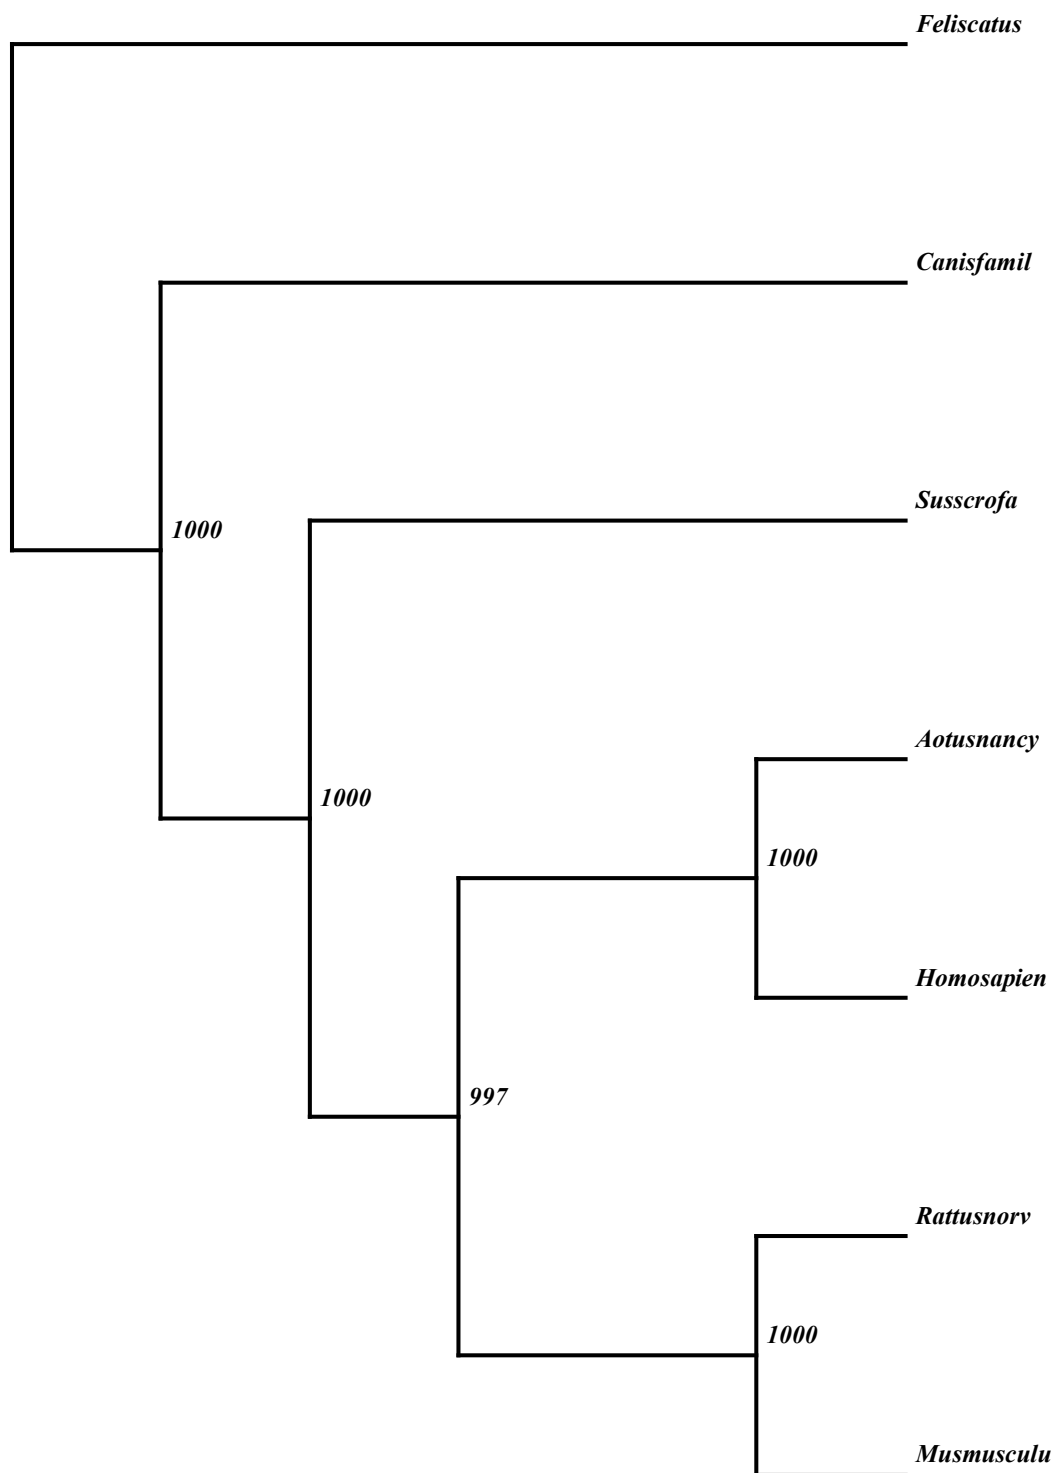 Feliscatus
Canisfamil
Susscrofa
1000
Aotusnancy
1000
1000
Homosapien
997
Rattusnorv
1000
Musmusculu